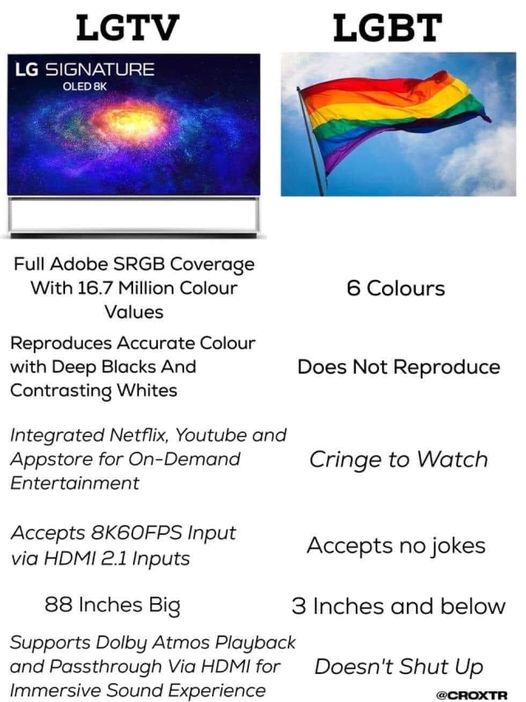 LGTV
LGBT
LG SIGNATURE
OLED 8K
Full Adobe SRGB Coverage
With 16.7 Million Colour
Values
6 Colours
Reproduces Accurate Colour
with Deep Blacks And
Contrasting Whites
Does Not Reproduce
Integrated Netflix, Youtube and
Appstore for On-Demand
Entertainment
Cringe to Watch
Accepts 8K60FPS Input
via HDMI 2.1 Inputs
Accepts no jokes
88 Inches Big
3 Inches and below
Supports Dolby Atmos Playback
and Passthrough Via HDMI for
Immersive Sound Experience
Doesn't Shut Up
@CROXTR